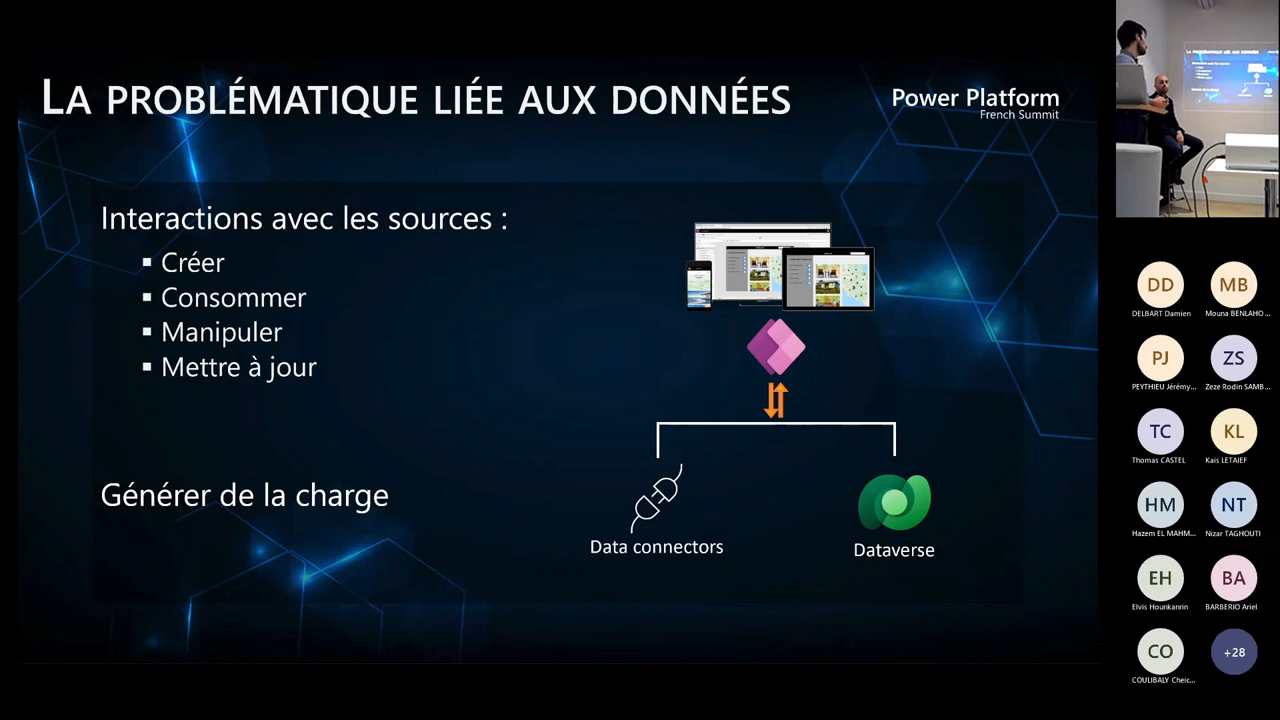 LA PROBLÉMATIQUE LIÉE AUX DONNÉES
Power Platform
French Summit
Interactions avec les sources :
▪ Créer
▪ Consommer
▪ Manipuler
▪ Mettre à jour
Générer de la charge
Data connectors
Dataverse
DD
MB
DELBART Damien
Mouna BENLAHO...
PJ
ZS
PEYTHIEU Jérémy...
Zeze Rodin SAMB...
TC
KL
Thomas CASTEL
Kais LETAIEF
HM
NT
Hazem EL MAHM...
Nizar TAGHOUTI
EH
BA
Elvis Hounkanrin
BARBERIO Ariel
CO
+28
COULIBALY Cheic...